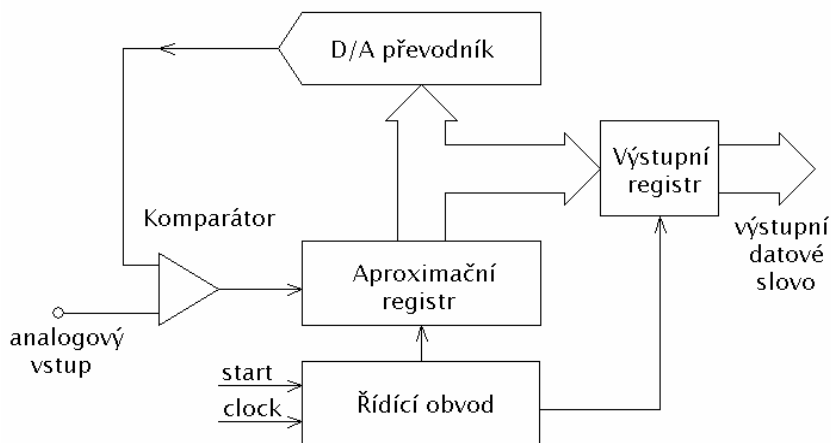 D/A převodník
Výstupní
registr
Komparátor
výstupní
datové
slovo
Aproximační
registr
analogový
vstup
start
clock
Řídící obvod